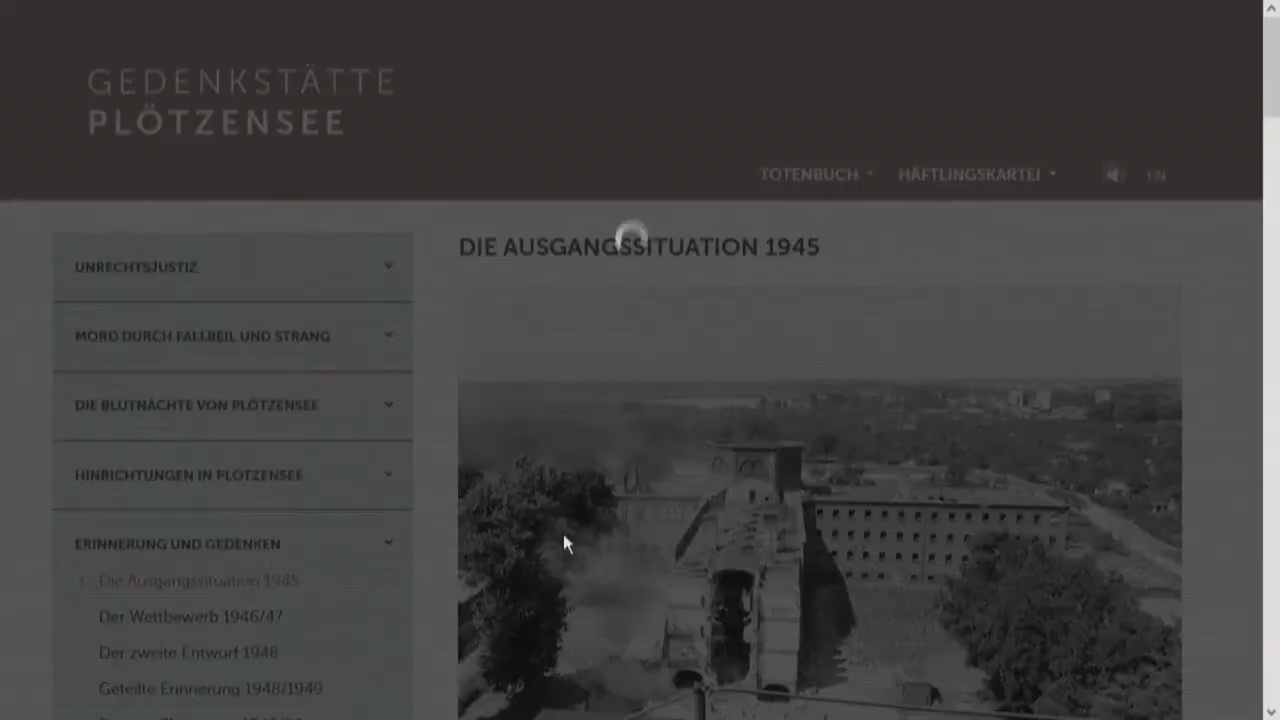 GEDENKSTÄTTE
PLÖTZENSEE
TOTENBUCH
HÄFTLINGSKARTEI
EN
DIE AUSGANGSSITUATION 1945
UNRECHTSJUSTIZ
MORD DURCH FALLBEIL UND STRANG
DIE BLUTNÄCHTE VON PLÖTZENSEE
HINRICHTUNGEN IN PLÖTZENSEE
ERINNERUNG UND GEDENKEN
Die Ausgangssituation 1945
Der Wettbewerb 1946/47
Der zweite Entwurf 1948
Geteilte Erinnerung 1948/1949